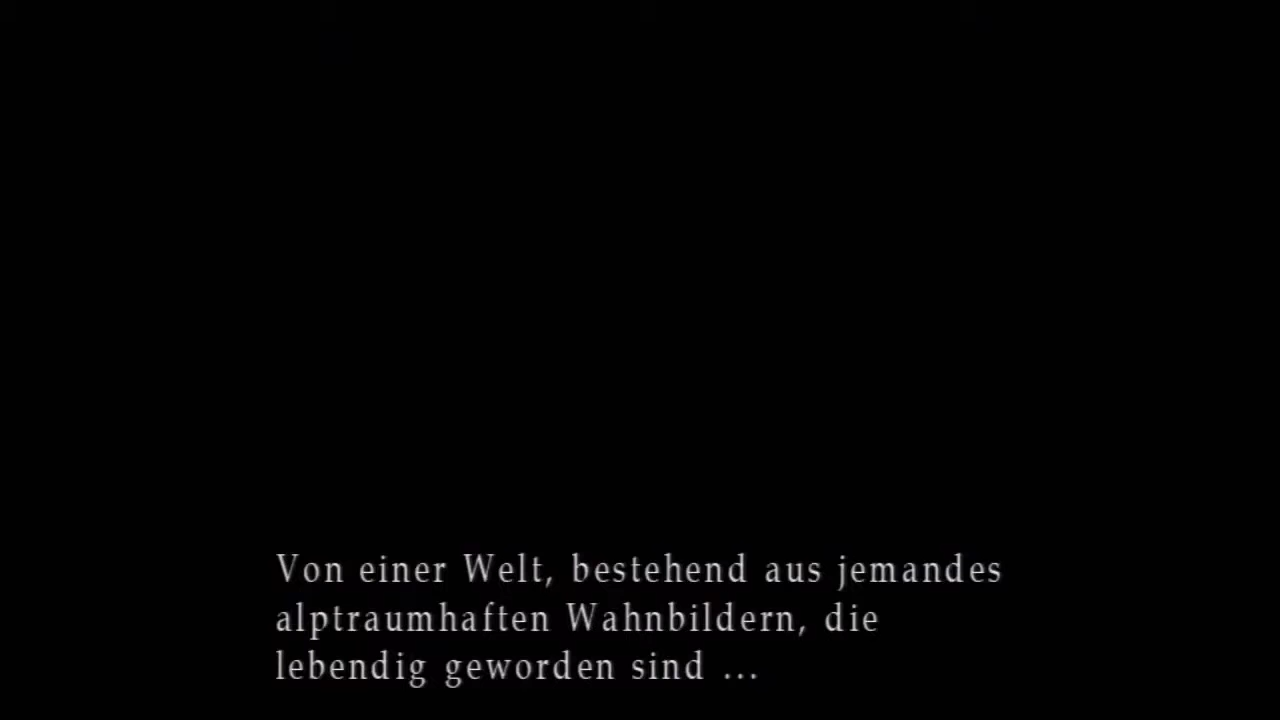 Von einer Welt, bestehend aus jemandes
alptraumhaften Wahnbildern, die
lebendig geworden sind ...